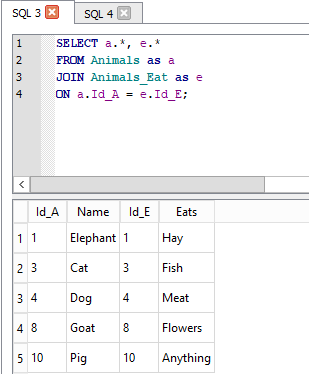 SQL 3 SQL 4
1 SELECT a.*, e.*
2 FROM Animals as a
3 JOIN Animals_Eat as e
4 ON a.Id_A = e.Id_E;
Id_A Name Id_E Eats
1 1 Elephant 1 Hay
2 3 Cat 3 Fish
3 4 Dog 4 Meat
4 8 Goat 8 Flowers
5 10 Pig 10 Anything